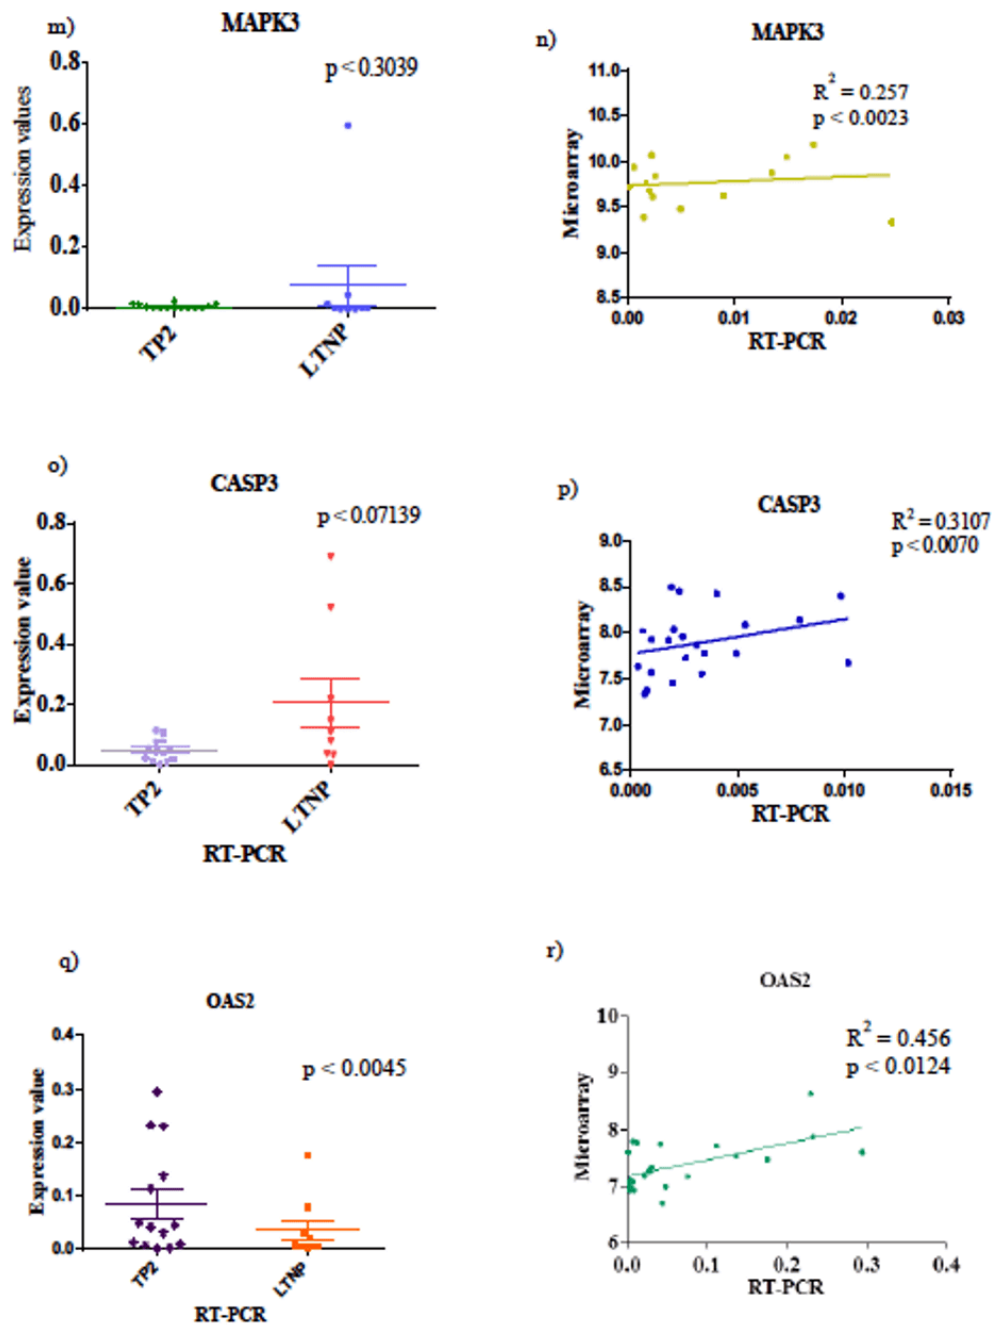 m)
MAPK3
p < 0.3039
Expression values
0.8
0.6
0.4
0.2
0.0
TP2
LTNP
n)
MAPK3
R² = 0.257
p < 0.0023
Microarray
11.0
10.5
10.0
9.5
9.0
8.5
0.00
0.01
0.02
0.03
RT-PCR
o)
CASP3
p < 0.07139
Expression value
0.8
0.6
0.4
0.2
0.0
TP2
LTNP
RT-PCR
p)
CASP3
R² = 0.3107
p < 0.0070
Microarray
9.0
8.5
8.0
7.5
7.0
6.5
0.000
0.005
0.010
0.015
RT-PCR
q)
OAS2
p < 0.0045
Expression value
0.4
0.3
0.2
0.1
0.0
TP2
LTNP
RT-PCR
r)
OAS2
R² = 0.456
p < 0.0124
Microarray
10
9
8
7
6
0.0
0.1
0.2
0.3
0.4
RT-PCR